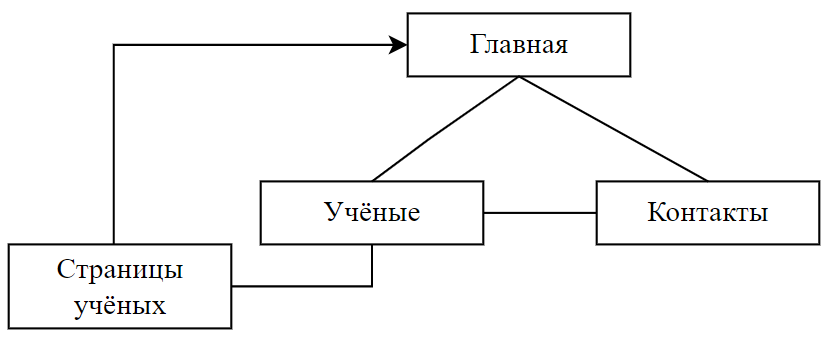 Главная
Учёные
Контакты
Страницы
учёных